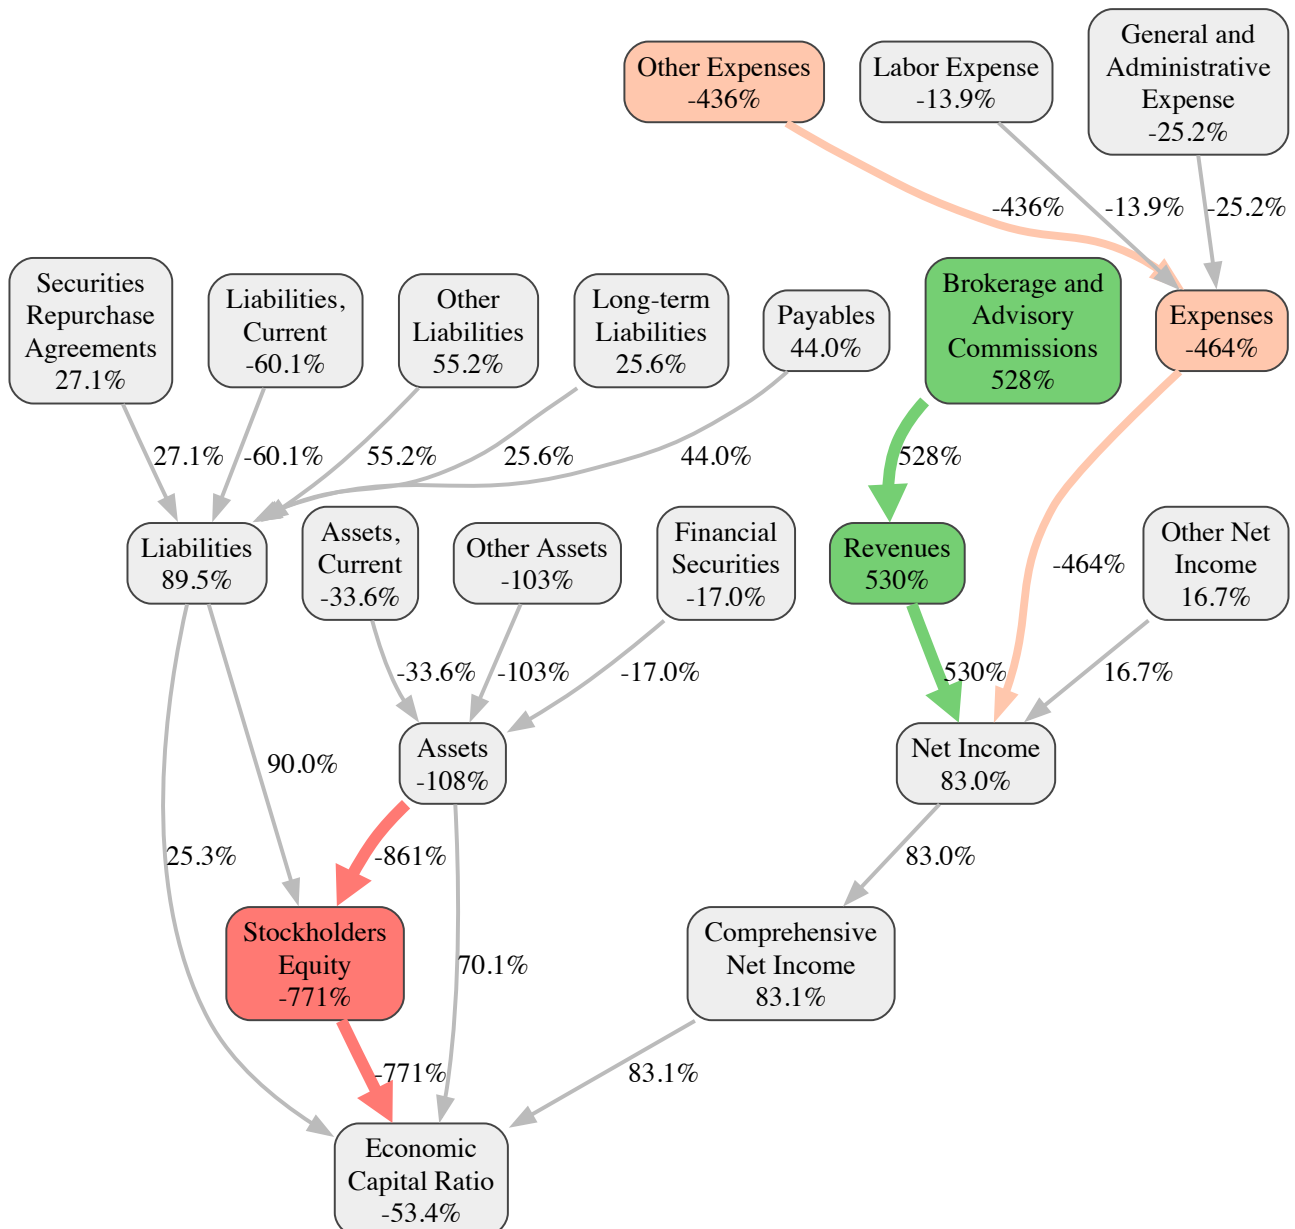 Other Expenses
-436%
Labor Expense
-13.9%
General and
Administrative
Expense
-25.2%
-436%
-13.9%
-25.2%
Securities
Repurchase
Agreements
27.1%
Liabilities,
Current
-60.1%
Other
Liabilities
55.2%
Long-term
Liabilities
25.6%
Payables
44.0%
Brokerage and
Advisory
Commissions
528%
Expenses
-464%
27.1%
-60.1%
55.2%
25.6%
44.0%
528%
Liabilities
89.5%
Assets,
Current
-33.6%
Other Assets
-103%
Financial
Securities
-17.0%
Revenues
530%
-464%
Other Net
Income
16.7%
-33.6%
-103%
-17.0%
530%
16.7%
90.0%
Assets
-108%
Net Income
83.0%
25.3%
-861%
83.0%
Stockholders
Equity
-771%
70.1%
Comprehensive
Net Income
83.1%
-771%
83.1%
Economic
Capital Ratio
-53.4%